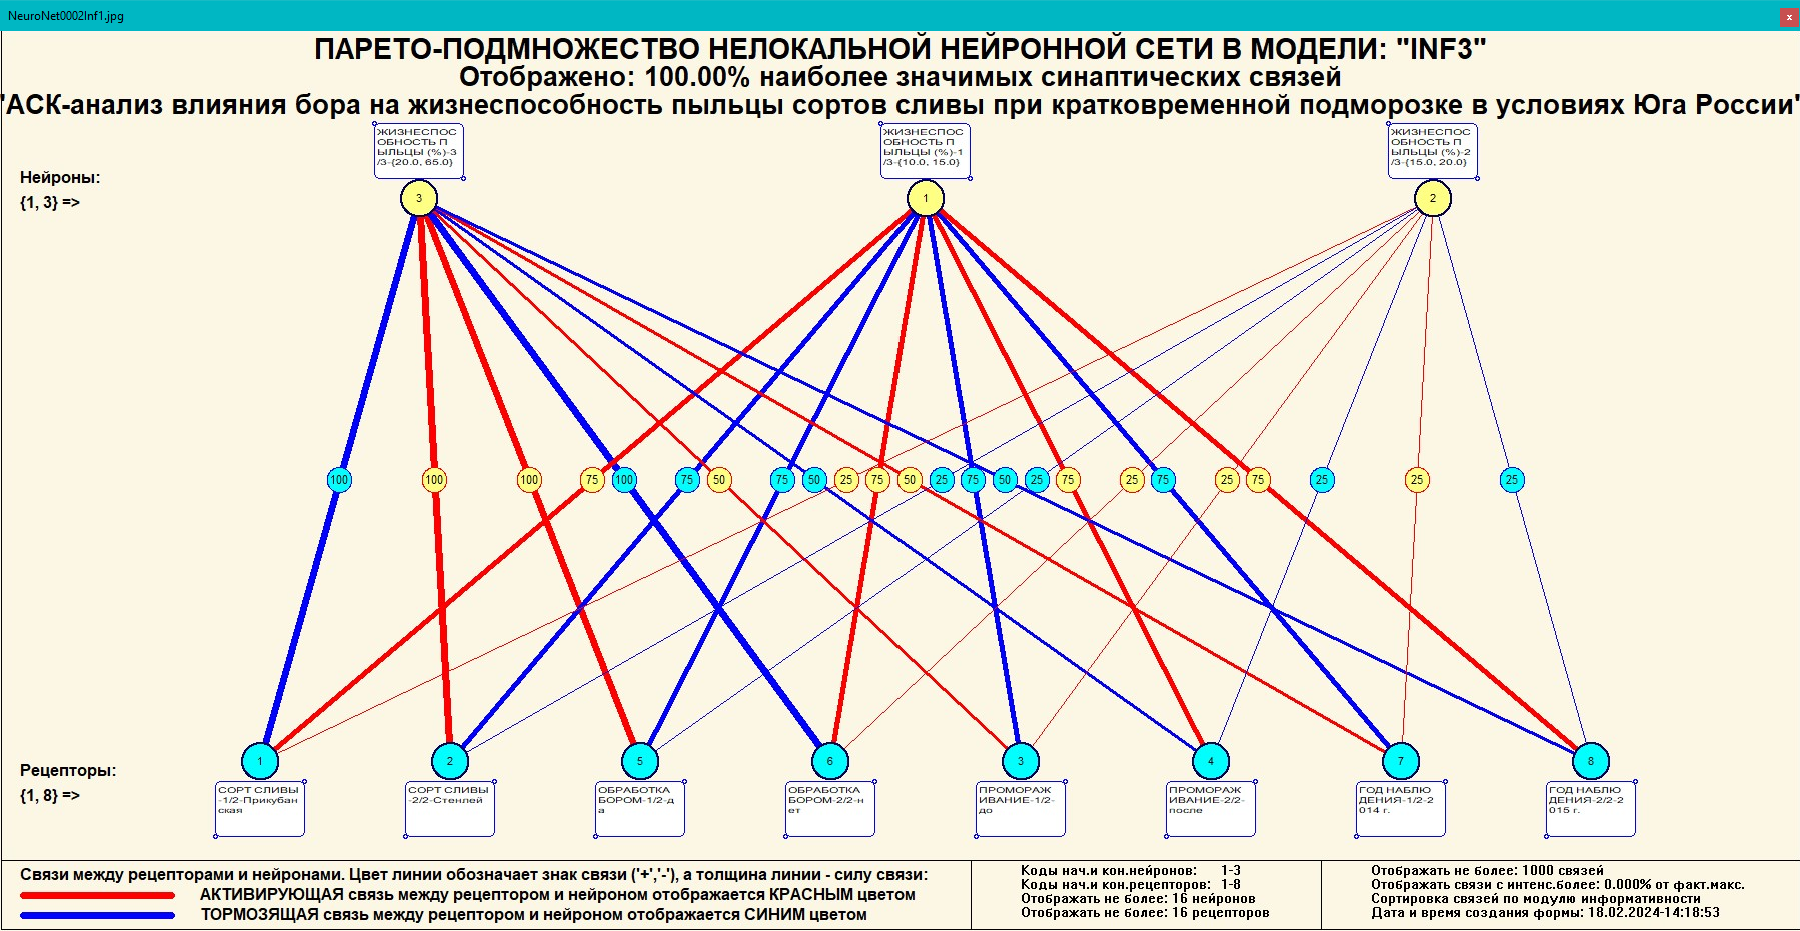 NeuroNet0002Inf1.jpg
x
ПАРЕТО-ПОДМНОЖЕСТВО НЕЛОКАЛЬНОЙ НЕЙРОННОЙ СЕТИ В МОДЕЛИ: "INF3"
Отображено: 100.00% наиболее значимых синаптических связей
"АСК-анализ влияния бора на жизнеспособность пыльцы сортов сливы при кратковременной подморозке в условиях Юга России"
ЖИЗНЕСПОС
ОБНОСТЬ П
ЫЛЬЦЫ (%)-3
/3-{20.0, 65.0}
ЖИЗНЕСПОС
ОБНОСТЬ П
ЫЛЬЦЫ (%)-1
/3-{10.0, 15.0}
ЖИЗНЕСПОС
ОБНОСТЬ П
ЫЛЬЦЫ (%)-2
/3-{15.0, 20.0}
Нейроны:
{1, 3} =>
3 1 2
100 100 100 75 100 75 50 75 50 25 75 50 25 75 50 25 75 25 75 25 75 25 25 25
Рецепторы:
{1, 8} =>
1 2 5 6 3 4 7 8
СОРТ СЛИВЫ
-1/2-Прикубан
ская
СОРТ СЛИВЫ
-2/2-Стенлей
ОБРАБОТКА
БОРОМ-1/2-д
а
ОБРАБОТКА
БОРОМ-2/2-н
ет
ПРОМОРАЖ
ИВАНИЕ-1/2-
до
ПРОМОРАЖ
ИВАНИЕ-2/2-
после
ГОД НАБЛЮ
ДЕНИЯ-1/2-2
014 г.
ГОД НАБЛЮ
ДЕНИЯ-2/2-2
015 г.
Связи между рецепторами и нейронами. Цвет линии обозначает знак связи ('+','-'), а толщина линии - силу связи:
АКТИВИРУЮЩАЯ связь между рецептором и нейроном отображается КРАСНЫМ цветом
ТОРМОЗЯЩАЯ связь между рецептором и нейроном отображается СИНИМ цветом
Коды нач.и кон.нейронов: 1-3
Коды нач.и кон.рецепторов: 1-8
Отображать не более: 16 нейронов
Отображать не более: 16 рецепторов
Отображать не более: 1000 связей
Отображать связи с интенс.более: 0.000% от факт.макс.
Сортировка связей по модулю информативности
Дата и время создания формы: 18.02.2024-14:18:53